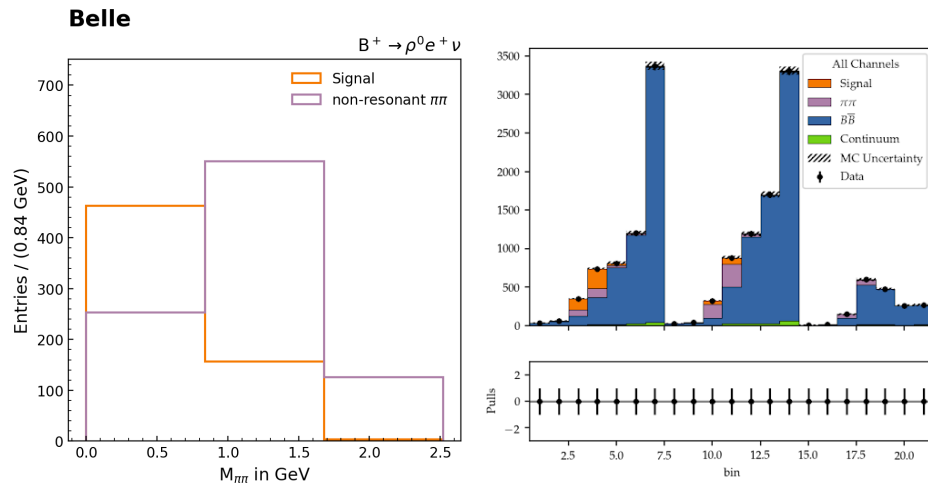 Belle
B⁺ → ρ⁰e⁺ν
Entries / (0.84 GeV)
700
600
500
400
300
200
100
0
Signal
non-resonant ππ
0.0 0.5 1.0 1.5 2.0 2.5
M_ππ in GeV
3500
3000
2500
2000
1500
1000
500
0
All Channels
Signal
ππ
BB̅
Continuum
MC Uncertainty
Data
Pulls
2
0
−2
2.5 5.0 7.5 10.0 12.5 15.0 17.5 20.0
bin